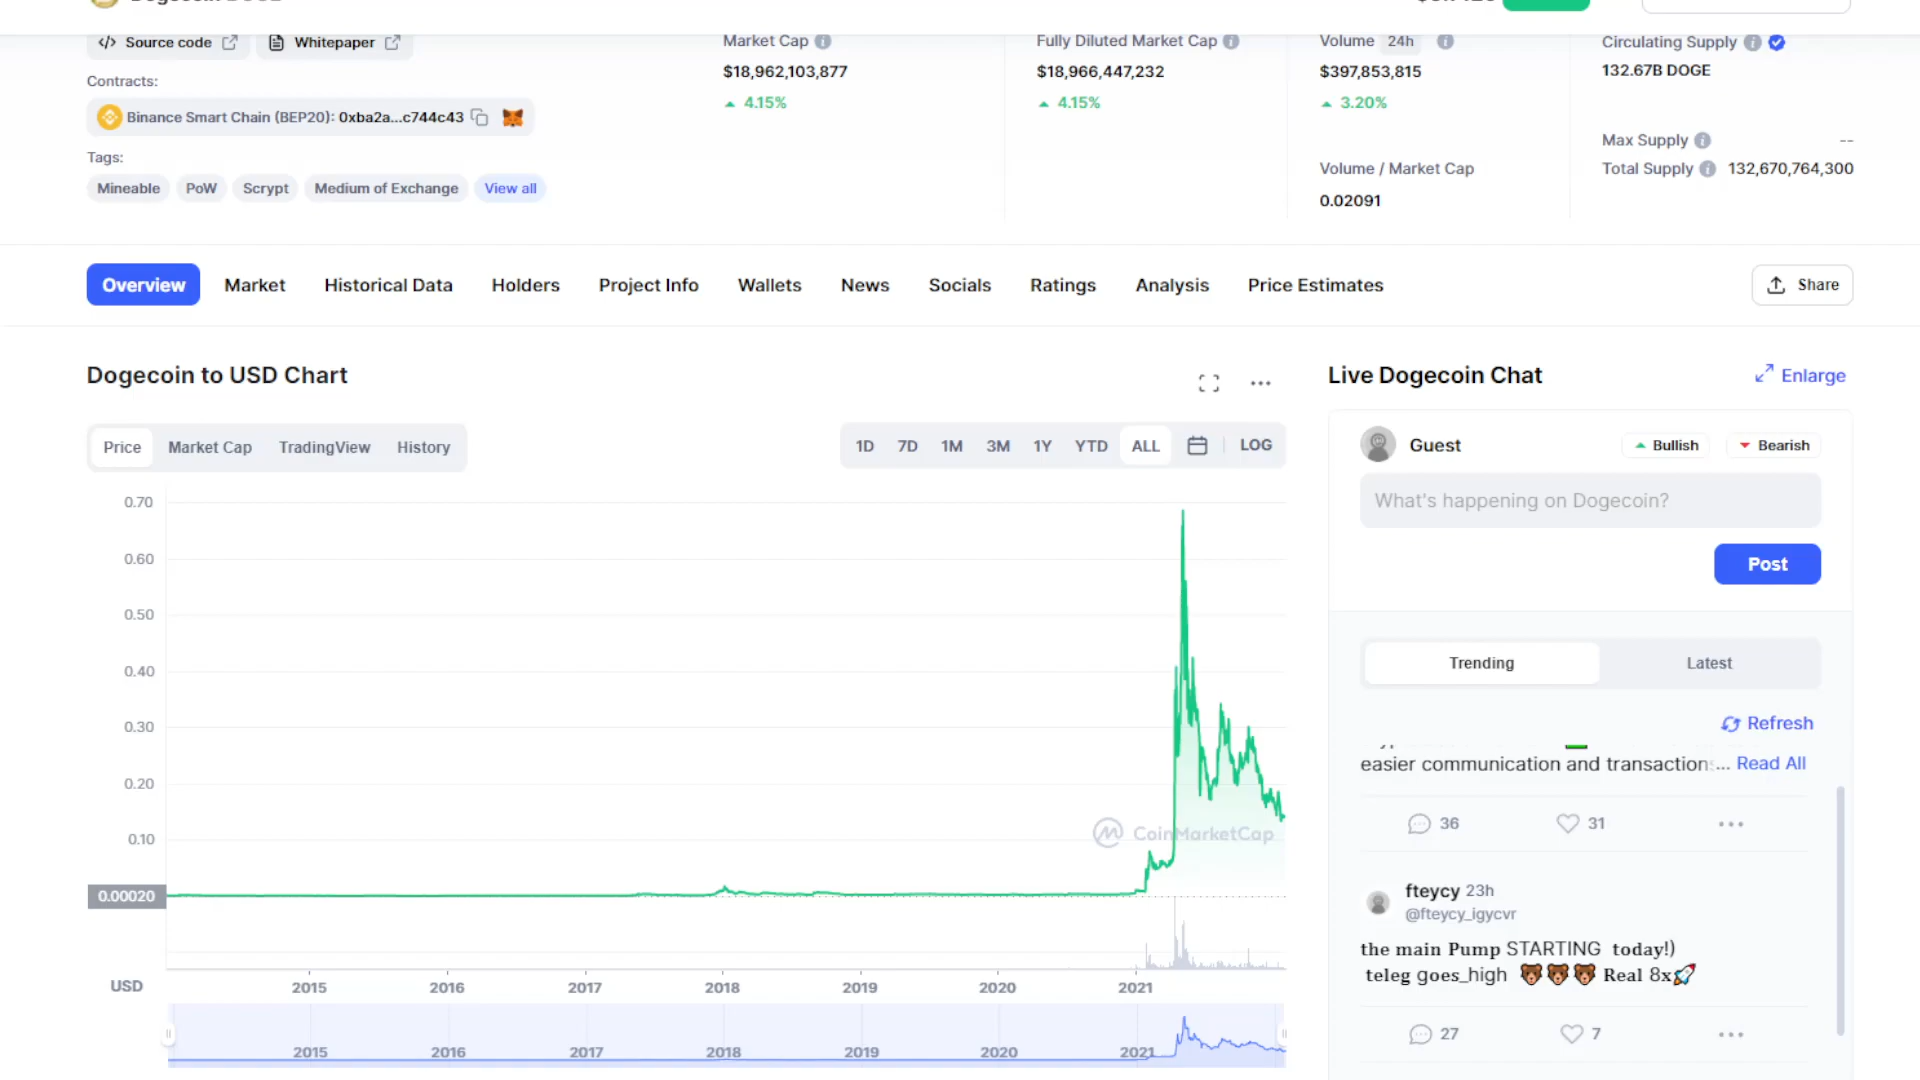 Source code
Whitepaper
Contracts:
Binance Smart Chain (BEP20): 0xba2a...c744c43
Tags:
Mineable PoW Scrypt Medium of Exchange View all
Market Cap
$18,962,103,877
4.15%
Fully Diluted Market Cap
$18,966,447,232
4.15%
Volume 24h
$397,853,815
3.20%
Volume / Market Cap
0.02091
Circulating Supply
132.67B DOGE
Max Supply --
Total Supply 132,670,764,300
Overview Market Historical Data Holders Project Info Wallets News Socials Ratings Analysis Price Estimates Share
Dogecoin to USD Chart
Price Market Cap TradingView History
1D 7D 1M 3M 1Y YTD ALL LOG
0.70
0.60
0.50
0.40
0.30
0.20
0.10
0.00020
CoinMarketCap
USD 2015 2016 2017 2018 2019 2020 2021
2015 2016 2017 2018 2019 2020 2021
Live Dogecoin Chat
Enlarge
Guest
Bullish Bearish
What's happening on Dogecoin?
Post
Trending Latest
Refresh
easier communication and transactions... Read All
36 31
fteycy 23h
@fteycy_igycvr
the main Pump STARTING today!)
teleg goes_high 🐻🐻🐻 Real 8x🚀
27 7